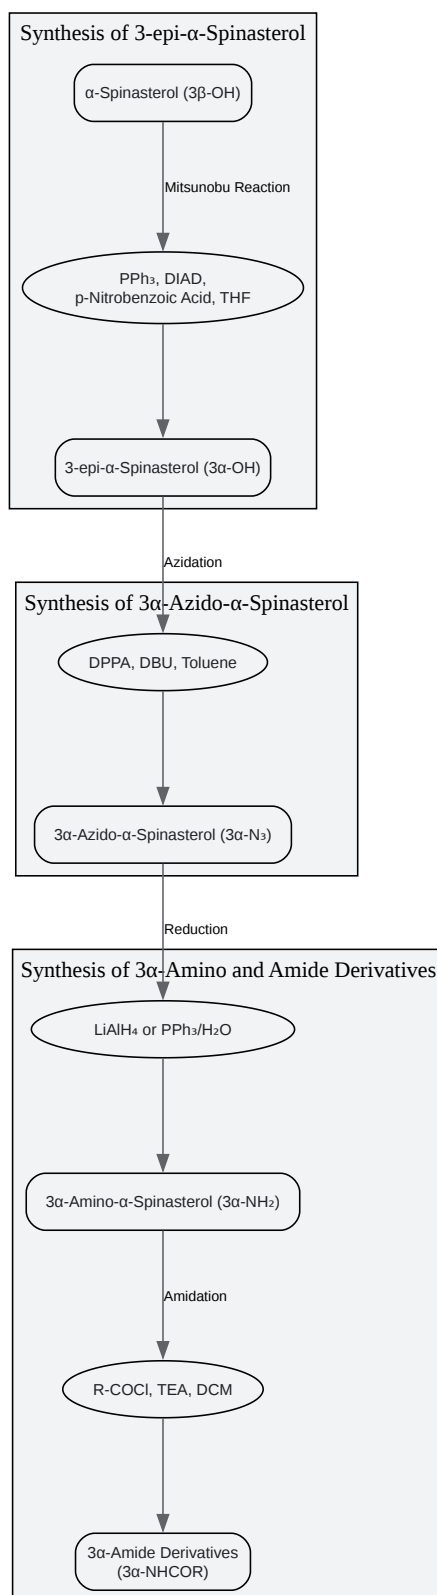 Synthesis of 3-epi-α-Spinasterol
α-Spinasterol (3β-OH)
Mitsunobu Reaction
PPh₃, DIAD,
p-Nitrobenzoic Acid, THF
3-epi-α-Spinasterol (3α-OH)
Azidation
Synthesis of 3α-Azido-α-Spinasterol
DPPA, DBU, Toluene
3α-Azido-α-Spinasterol (3α-N₃)
Reduction
Synthesis of 3α-Amino and Amide Derivatives
LiAlH₄ or PPh₃/H₂O
3α-Amino-α-Spinasterol (3α-NH₂)
Amidation
R-COCl, TEA, DCM
3α-Amide Derivatives
(3α-NHCOR)